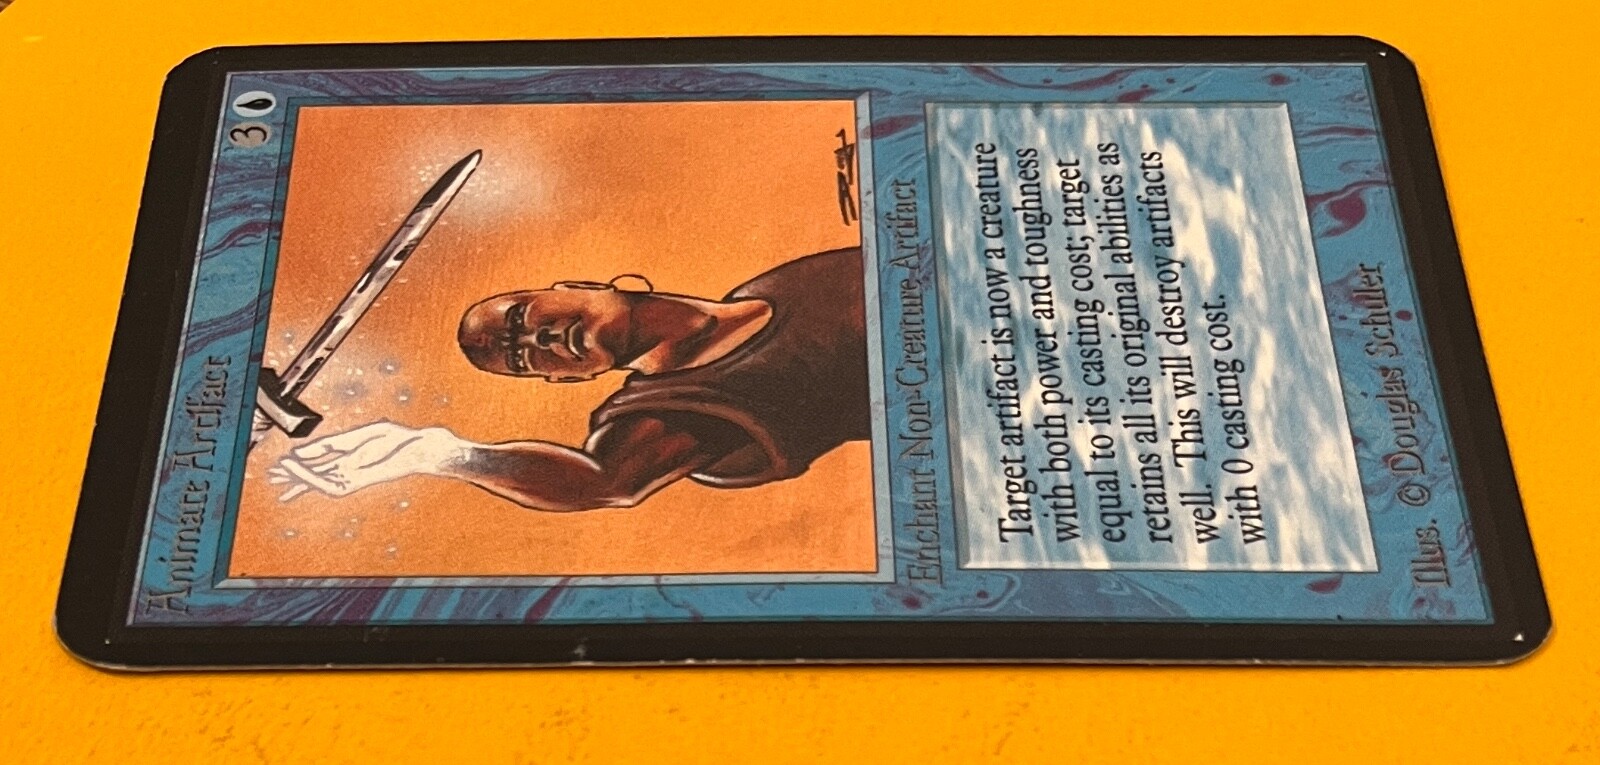 Animate Artifact 3
Enchant Non-Creature Artifact
Target artifact is now a creature
with both power and toughness
equal to its casting cost; target
retains all its original abilities as
well. This will destroy artifacts
with 0 casting cost.
Illus. © Douglas Schuler